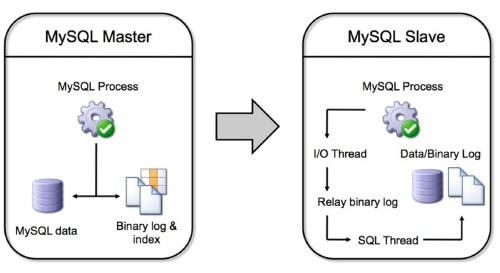 MySQL Master
MySQL Process
MySQL data
Binary log &
index
MySQL Slave
MySQL Process
I/O Thread
Data/Binary Log
Relay binary log
SQL Thread